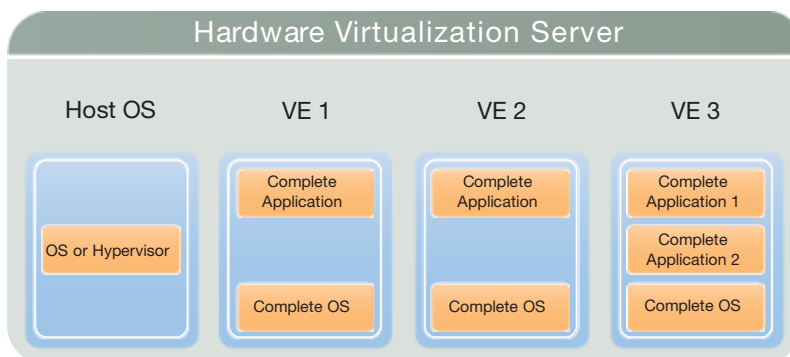 Hardware Virtualization Server
Host OS
VE 1
VE 2
VE 3
OS or Hypervisor
Complete
Application
Complete OS
Complete
Application
Complete OS
Complete
Application 1
Complete
Application 2
Complete OS